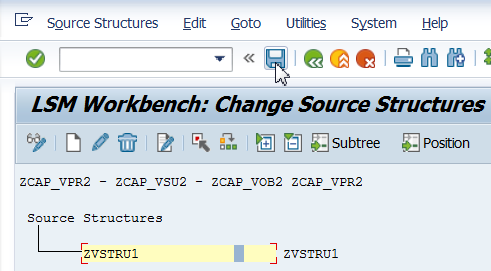 Source Structures Edit Goto Utilities System Help
LSM Workbench: Change Source Structures
Subtree Position
ZCAP_VPR2 - ZCAP_VSU2 - ZCAP_VOB2 ZCAP_VPR2
Source Structures
ZVSTRU1 ZVSTRU1